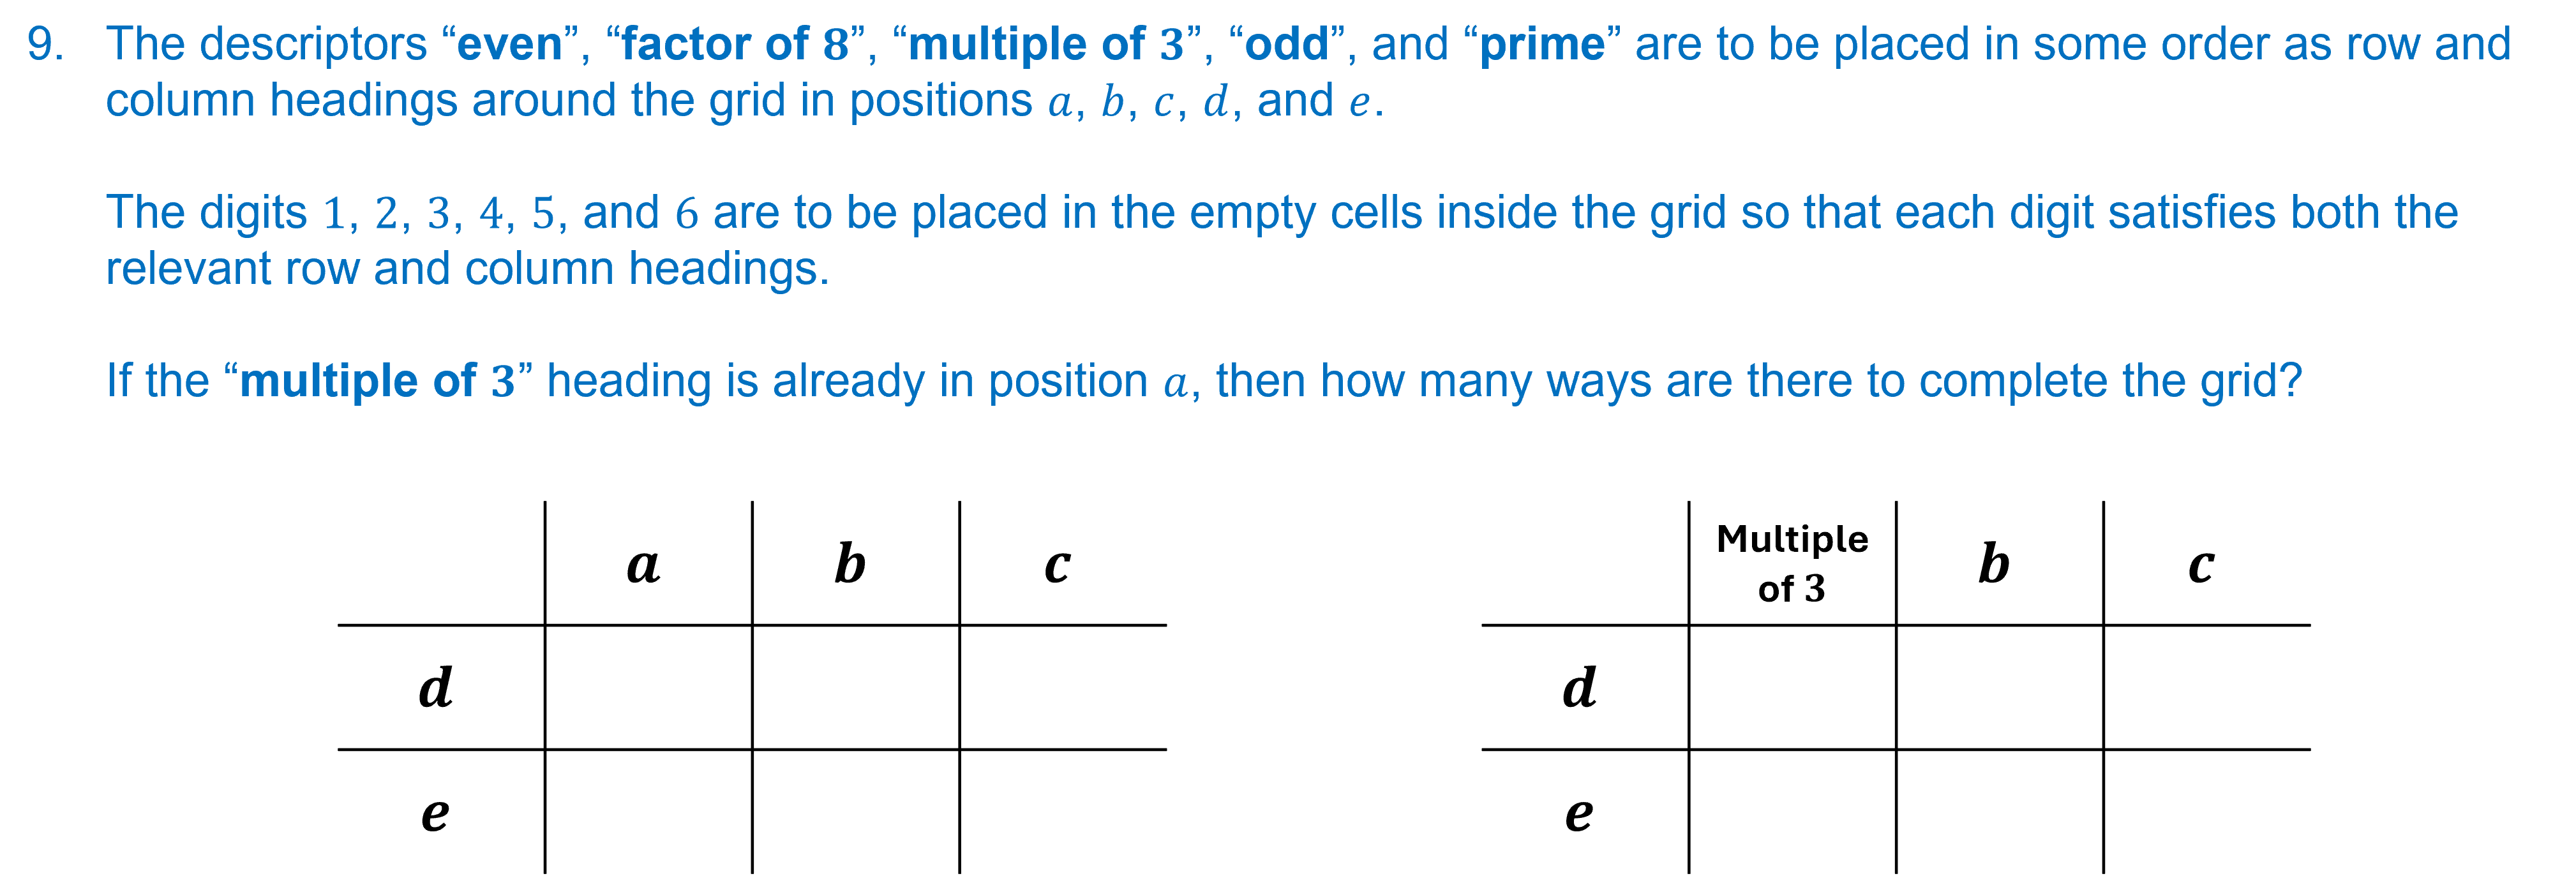 9. The descriptors “even”, “factor of 8”, “multiple of 3”, “odd”, and “prime” are to be placed in some order as row and
column headings around the grid in positions a, b, c, d, and e.
The digits 1, 2, 3, 4, 5, and 6 are to be placed in the empty cells inside the grid so that each digit satisfies both the
relevant row and column headings.
If the “multiple of 3” heading is already in position a, then how many ways are there to complete the grid?
a b c
d
e
Multiple
of 3 b c
d
e